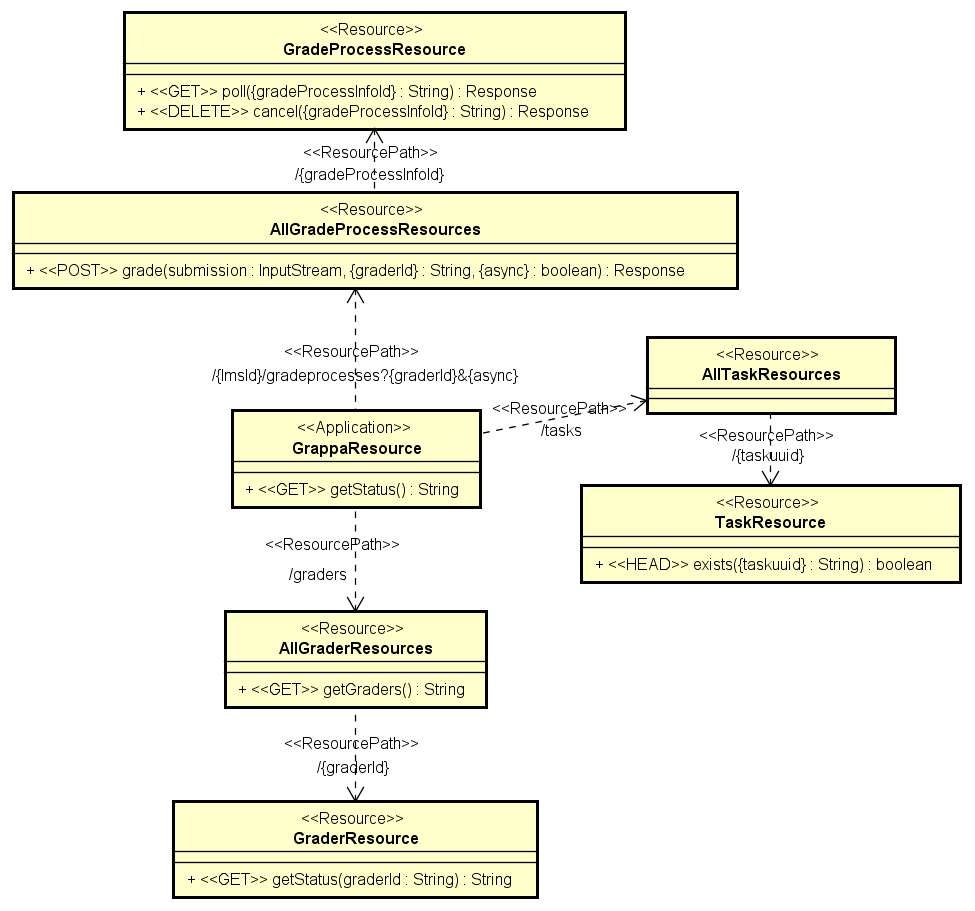 <<Resource>>
GradeProcessResource
+ <<GET>> poll({gradeProcessInfoId} : String) : Response
+ <<DELETE>> cancel({gradeProcessInfoId} : String) : Response
<<ResourcePath>>
/{gradeProcessInfoId}
<<Resource>>
AllGradeProcessResources
+ <<POST>> grade(submission : InputStream, {graderId} : String, {async} : boolean) : Response
<<ResourcePath>>
/{lmsId}/gradeprocesses?{graderId}&{async}
<<Resource>>
AllTaskResources
<<ResourcePath>>
/tasks
<<Application>>
GrappaResource
+ <<GET>> getStatus() : String
<<ResourcePath>>
/{taskuuid}
<<Resource>>
TaskResource
+ <<HEAD>> exists({taskuuid} : String) : boolean
<<ResourcePath>>
/graders
<<Resource>>
AllGraderResources
+ <<GET>> getGraders() : String
<<ResourcePath>>
/{graderId}
<<Resource>>
GraderResource
+ <<GET>> getStatus(graderId : String) : String